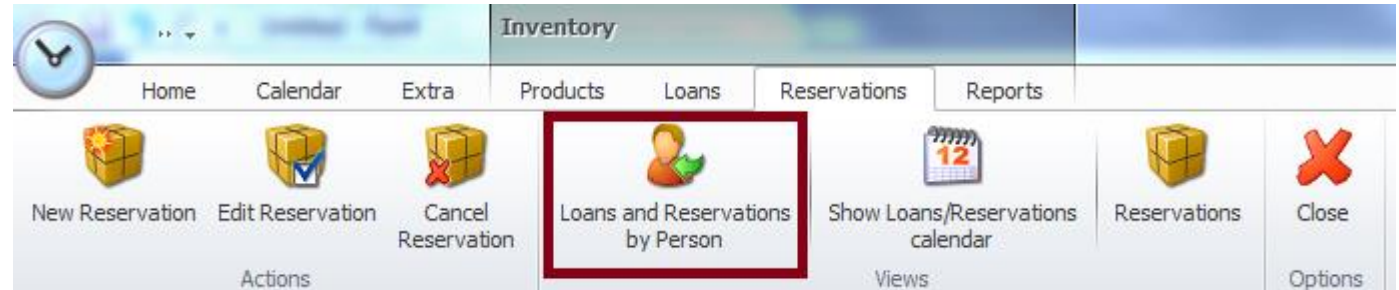 Inventory
Home Calendar Extra Products Loans Reservations Reports
12
New Reservation Edit Reservation Cancel Reservation Loans and Reservations by Person Show Loans/Reservations calendar Reservations Close
Actions Views Options